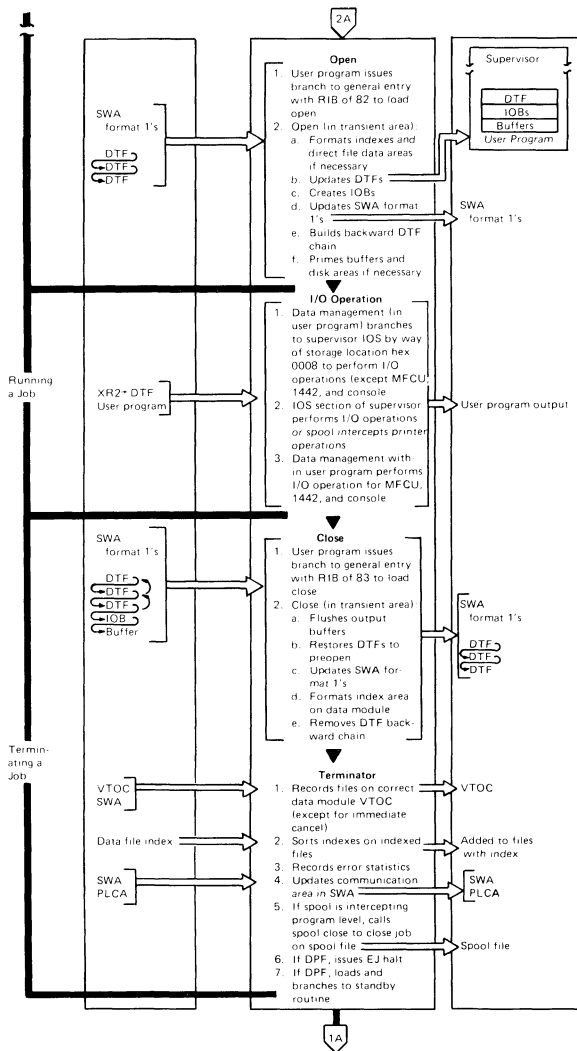 2A
Open
1. User program issues
branch to general entry
with RIB of 82 to load
open
2. Open (in transient area):
a. Formats indexes and
direct file data areas
if necessary
b. Updates DTFs
c. Creates IOBs
d. Updates SWA format
1's
e. Builds backward DTF
chain
f. Primes buffers and
disk areas if necessary
SWA
format 1's
DTF
DTF
DTF
Supervisor
DTF
IOBs
Buffers
User Program
SWA
format 1's
Running
a Job
XR2→DTF
User program
I/O Operation
1. Data management (in
user program) branches
to supervisor IOS by way
of storage location hex
0008 to perform I/O
operations (except MFCU,
1442, and console
2. IOS section of supervisor
performs I/O operations
or spool intercepts printer
operations
3. Data management with-
in user program performs
I/O operation for MFCU,
1442, and console
User program output
SWA
format 1's
DTF
DTF
DTF
IOB
Buffer
Close
1. User program issues
branch to general entry
with RIB of 83 to load
close
2. Close (in transient area):
a. Flushes output
buffers
b. Restores DTFs to
preopen
c. Updates SWA for-
mat 1's
d. Formats index area
on data module
e. Removes DTF back-
ward chain
SWA
format 1's
DTF
DTF
DTF
Termin-
ating a
Job
VTOC
SWA
Data file index
SWA
PLCA
Terminator
1. Records files on correct
data module VTOC
(except for immediate
cancel)
2. Sorts indexes on indexed
files
3. Records error statistics
4. Updates communication
area in SWA
5. If spool is intercepting
program level, calls
spool close to close job
on spool file
6. If DPF, issues EJ halt
7. If DPF, loads and
branches to standby
routine
VTOC
Added to files
with index
SWA
PLCA
Spool file
1A